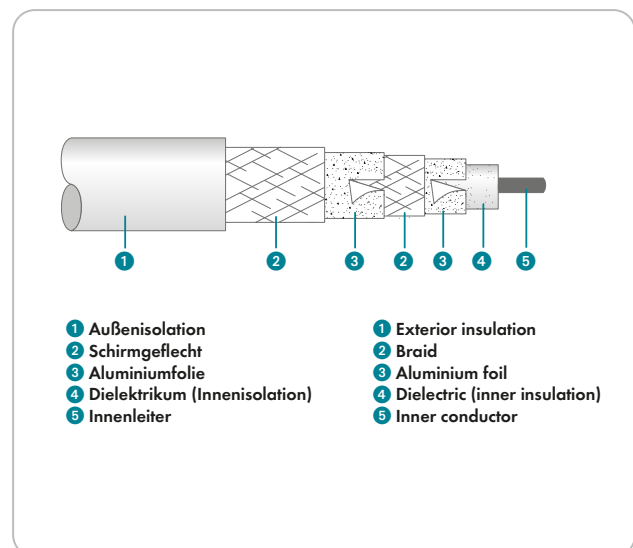 1 2 3 2 3 4 5
1 Außenisolation
2 Schirmgeflecht
3 Aluminiumfolie
4 Dielektrikum (Innenisolation)
5 Innenleiter
1 Exterior insulation
2 Braid
3 Aluminium foil
4 Dielectric (inner insulation)
5 Inner conductor